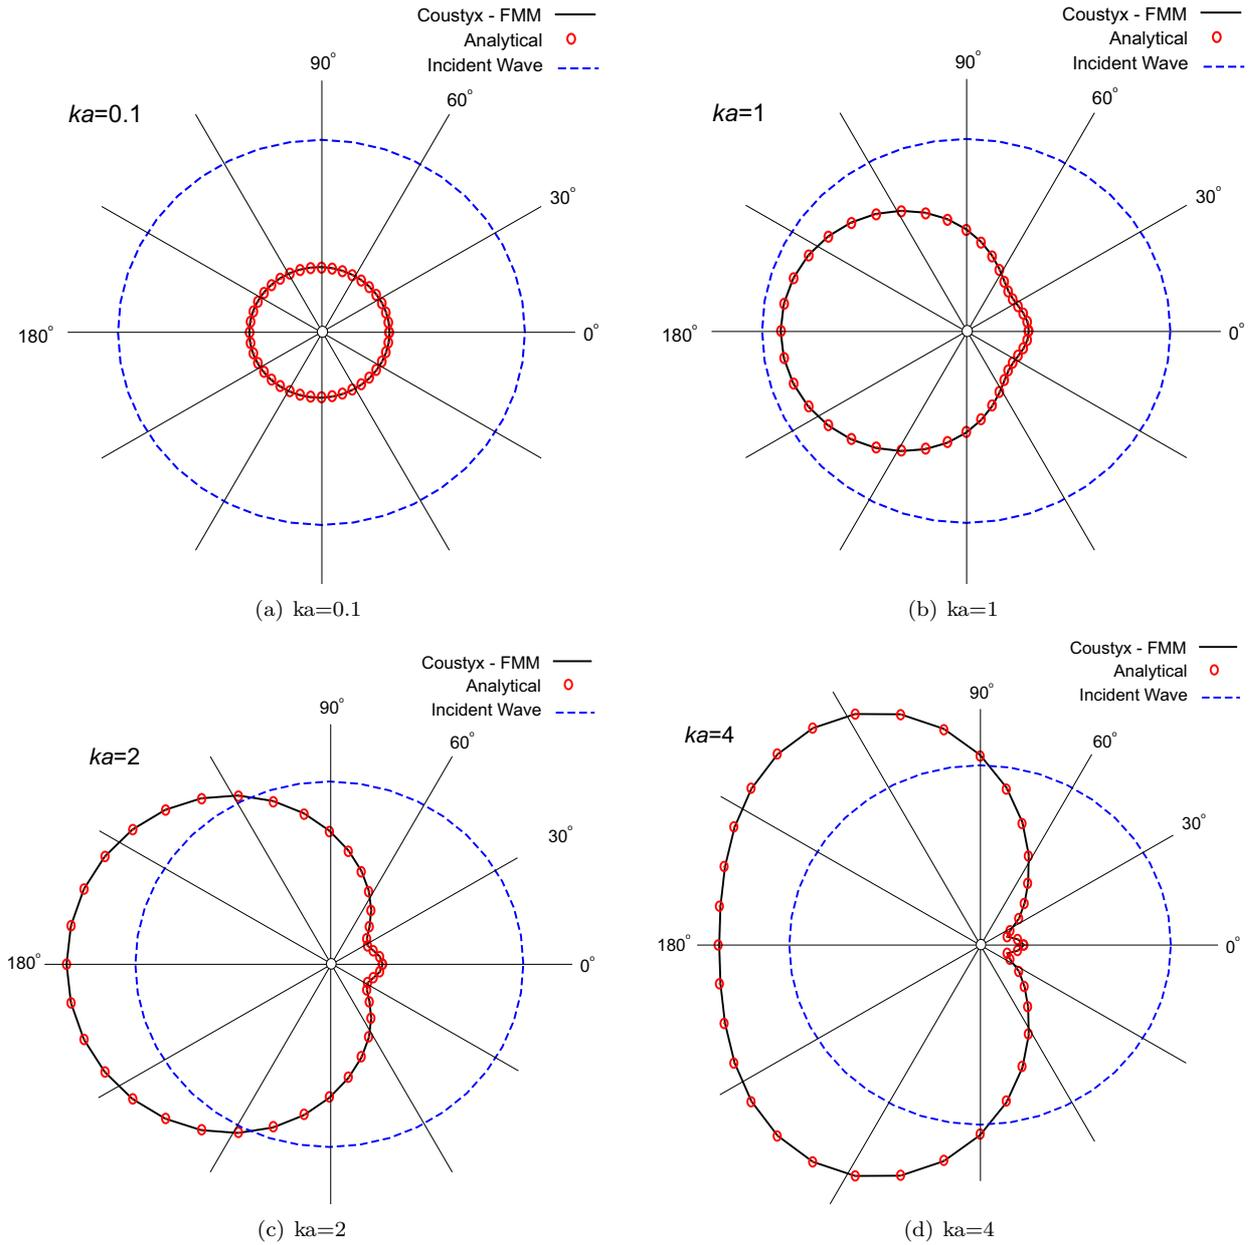 Coustyx - FMM
Analytical
Incident Wave
ka=0.1
90°
60°
30°
180°
0°
(a) ka=0.1
Coustyx - FMM
Analytical
Incident Wave
ka=1
90°
60°
30°
180°
0°
(b) ka=1
Coustyx - FMM
Analytical
Incident Wave
ka=2
90°
60°
30°
180°
0°
(c) ka=2
Coustyx - FMM
Analytical
Incident Wave
ka=4
90°
60°
30°
180°
0°
(d) ka=4